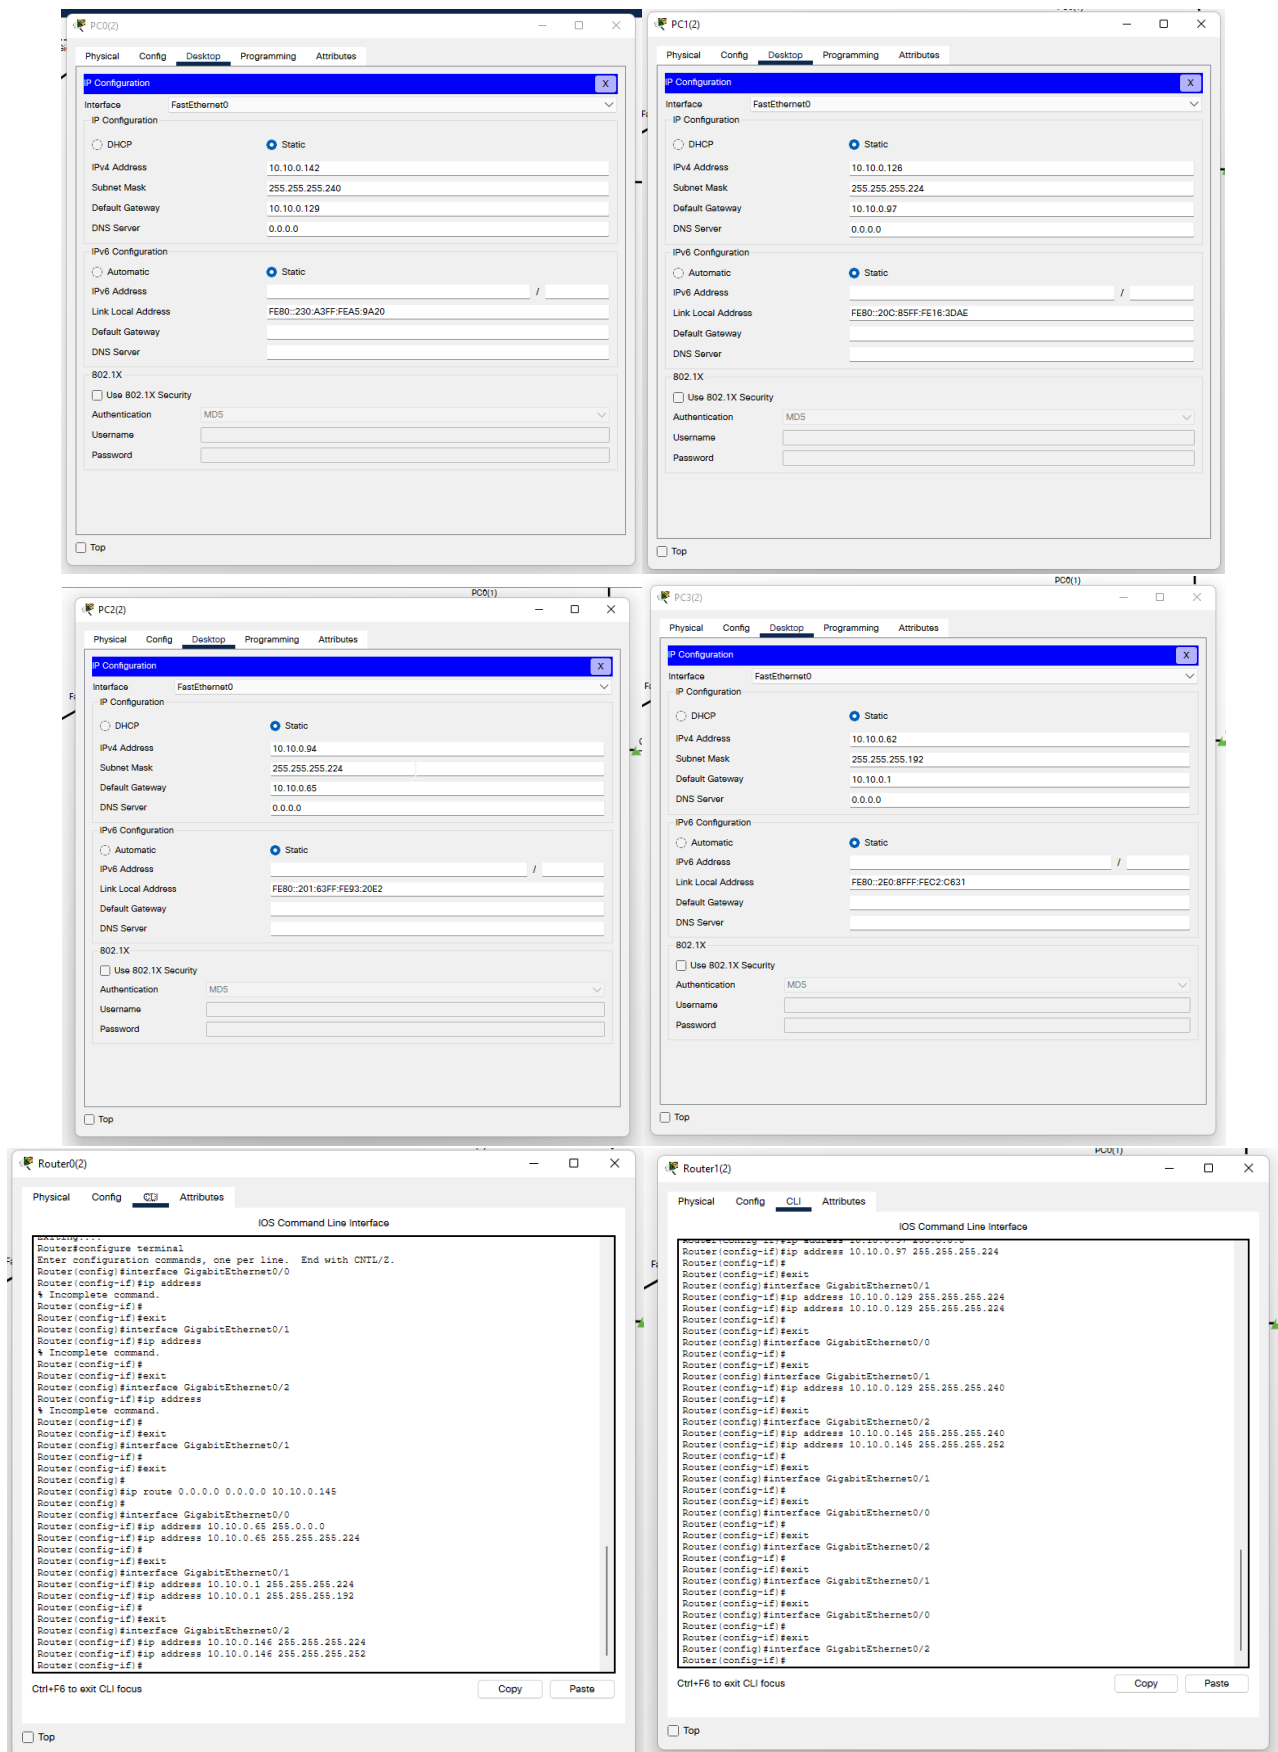 PC0(2)
Physical Config Desktop Programming Attributes
IP Configuration X
Interface FastEthernet0
IP Configuration
DHCP Static
IPv4 Address 10.10.0.142
Subnet Mask 255.255.255.240
Default Gateway 10.10.0.129
DNS Server 0.0.0.0
IPv6 Configuration
Automatic Static
IPv6 Address /
Link Local Address FE80::230:A3FF:FEA5:9A20
Default Gateway
DNS Server
802.1X
Use 802.1X Security
Authentication MD5
Username
Password
Top
PC1(2)
Physical Config Desktop Programming Attributes
IP Configuration X
Interface FastEthernet0
IP Configuration
DHCP Static
IPv4 Address 10.10.0.126
Subnet Mask 255.255.255.224
Default Gateway 10.10.0.97
DNS Server 0.0.0.0
IPv6 Configuration
Automatic Static
IPv6 Address /
Link Local Address FE80::20C:85FF:FE16:3DAE
Default Gateway
DNS Server
802.1X
Use 802.1X Security
Authentication MD5
Username
Password
Top
PC0(1)
PC2(2)
Physical Config Desktop Programming Attributes
IP Configuration X
Interface FastEthernet0
IP Configuration
DHCP Static
IPv4 Address 10.10.0.94
Subnet Mask 255.255.255.224
Default Gateway 10.10.0.65
DNS Server 0.0.0.0
IPv6 Configuration
Automatic Static
IPv6 Address /
Link Local Address FE80::201:63FF:FE93:20E2
Default Gateway
DNS Server
802.1X
Use 802.1X Security
Authentication MD5
Username
Password
Top
PC0(1)
PC3(2)
Physical Config Desktop Programming Attributes
IP Configuration X
Interface FastEthernet0
IP Configuration
DHCP Static
IPv4 Address 10.10.0.62
Subnet Mask 255.255.255.192
Default Gateway 10.10.0.1
DNS Server 0.0.0.0
IPv6 Configuration
Automatic Static
IPv6 Address /
Link Local Address FE80::2E0:8FFF:FEC2:C631
Default Gateway
DNS Server
802.1X
Use 802.1X Security
Authentication MD5
Username
Password
Top
Router0(2)
Physical Config CLI Attributes
IOS Command Line Interface
Exiting....
Router#configure terminal
Enter configuration commands, one per line. End with CNTL/Z.
Router(config)#interface GigabitEthernet0/0
Router(config-if)#ip address
% Incomplete command.
Router(config-if)#
Router(config-if)#exit
Router(config)#interface GigabitEthernet0/1
Router(config-if)#ip address
% Incomplete command.
Router(config-if)#
Router(config-if)#exit
Router(config)#interface GigabitEthernet0/2
Router(config-if)#ip address
% Incomplete command.
Router(config-if)#
Router(config-if)#exit
Router(config)#interface GigabitEthernet0/1
Router(config-if)#
Router(config-if)#exit
Router(config)#
Router(config)#ip route 0.0.0.0 0.0.0.0 10.10.0.145
Router(config)#
Router(config)#interface GigabitEthernet0/0
Router(config-if)#ip address 10.10.0.65 255.0.0.0
Router(config-if)#ip address 10.10.0.65 255.255.255.224
Router(config-if)#
Router(config-if)#exit
Router(config)#interface GigabitEthernet0/1
Router(config-if)#ip address 10.10.0.1 255.255.255.224
Router(config-if)#ip address 10.10.0.1 255.255.255.192
Router(config-if)#
Router(config-if)#exit
Router(config)#interface GigabitEthernet0/2
Router(config-if)#ip address 10.10.0.146 255.255.255.224
Router(config-if)#ip address 10.10.0.146 255.255.255.252
Router(config-if)#
Ctrl+F6 to exit CLI focus Copy Paste
Top
PC0(1)
Router1(2)
Physical Config CLI Attributes
IOS Command Line Interface
Router(config-if)#ip address 10.10.0.97 255.0.0.0
Router(config-if)#ip address 10.10.0.97 255.255.255.224
Router(config-if)#
Router(config-if)#exit
Router(config)#interface GigabitEthernet0/1
Router(config-if)#ip address 10.10.0.129 255.255.255.224
Router(config-if)#ip address 10.10.0.129 255.255.255.224
Router(config-if)#
Router(config-if)#exit
Router(config)#interface GigabitEthernet0/0
Router(config-if)#
Router(config-if)#exit
Router(config)#interface GigabitEthernet0/1
Router(config-if)#ip address 10.10.0.129 255.255.255.240
Router(config-if)#
Router(config-if)#exit
Router(config)#interface GigabitEthernet0/2
Router(config-if)#ip address 10.10.0.145 255.255.255.240
Router(config-if)#ip address 10.10.0.145 255.255.255.252
Router(config-if)#
Router(config-if)#exit
Router(config)#interface GigabitEthernet0/1
Router(config-if)#
Router(config-if)#exit
Router(config)#interface GigabitEthernet0/0
Router(config-if)#
Router(config-if)#exit
Router(config)#interface GigabitEthernet0/2
Router(config-if)#
Router(config-if)#exit
Router(config)#interface GigabitEthernet0/1
Router(config-if)#
Router(config-if)#exit
Router(config)#interface GigabitEthernet0/0
Router(config-if)#
Router(config-if)#exit
Router(config)#interface GigabitEthernet0/2
Router(config-if)#
Ctrl+F6 to exit CLI focus Copy Paste
Top